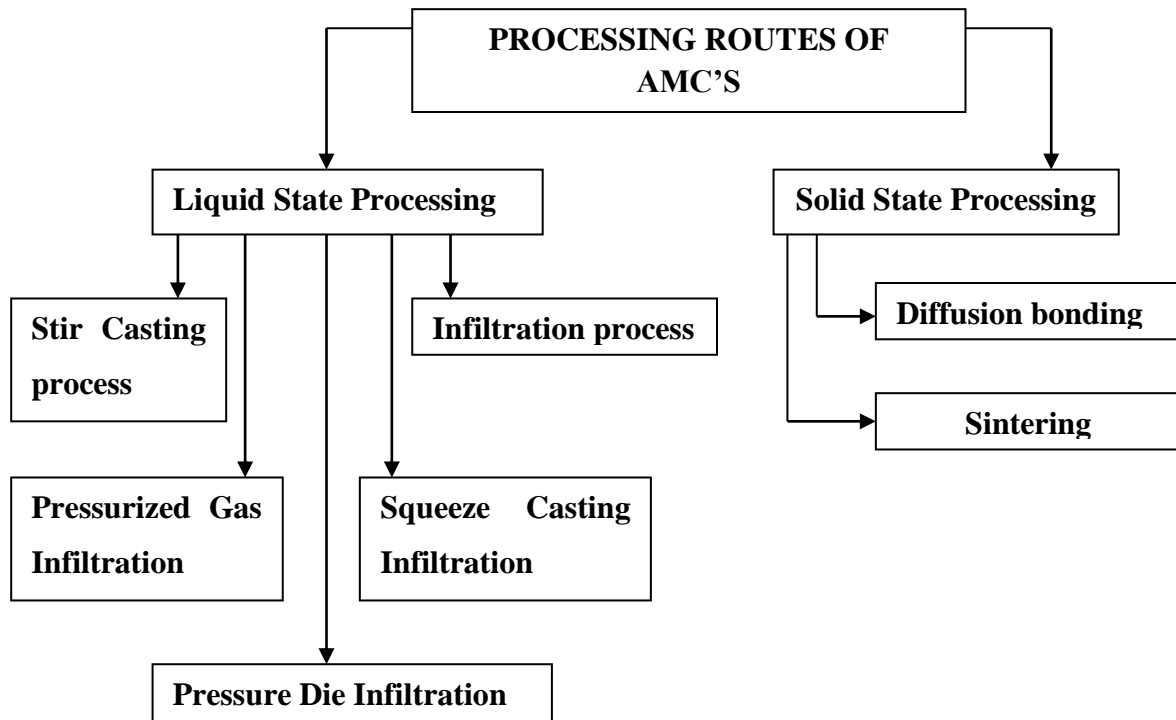 PROCESSING ROUTES OF
AMC’S
Liquid State Processing
Solid State Processing
Stir Casting
process
Infiltration process
Diffusion bonding
Sintering
Pressurized Gas
Infiltration
Squeeze Casting
Infiltration
Pressure Die Infiltration